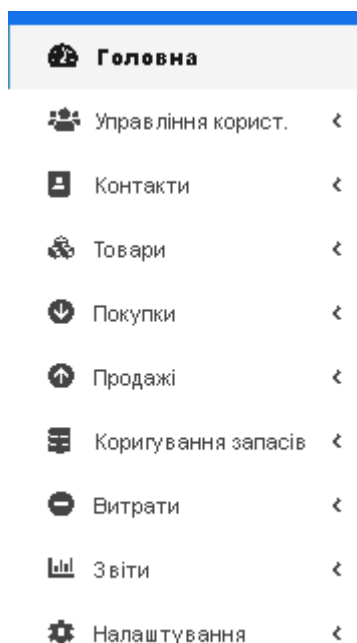 Головна
Управління корист.
Контакти
Товари
Покупки
Продажі
Коригування запасів
Витрати
Звіти
Налаштування